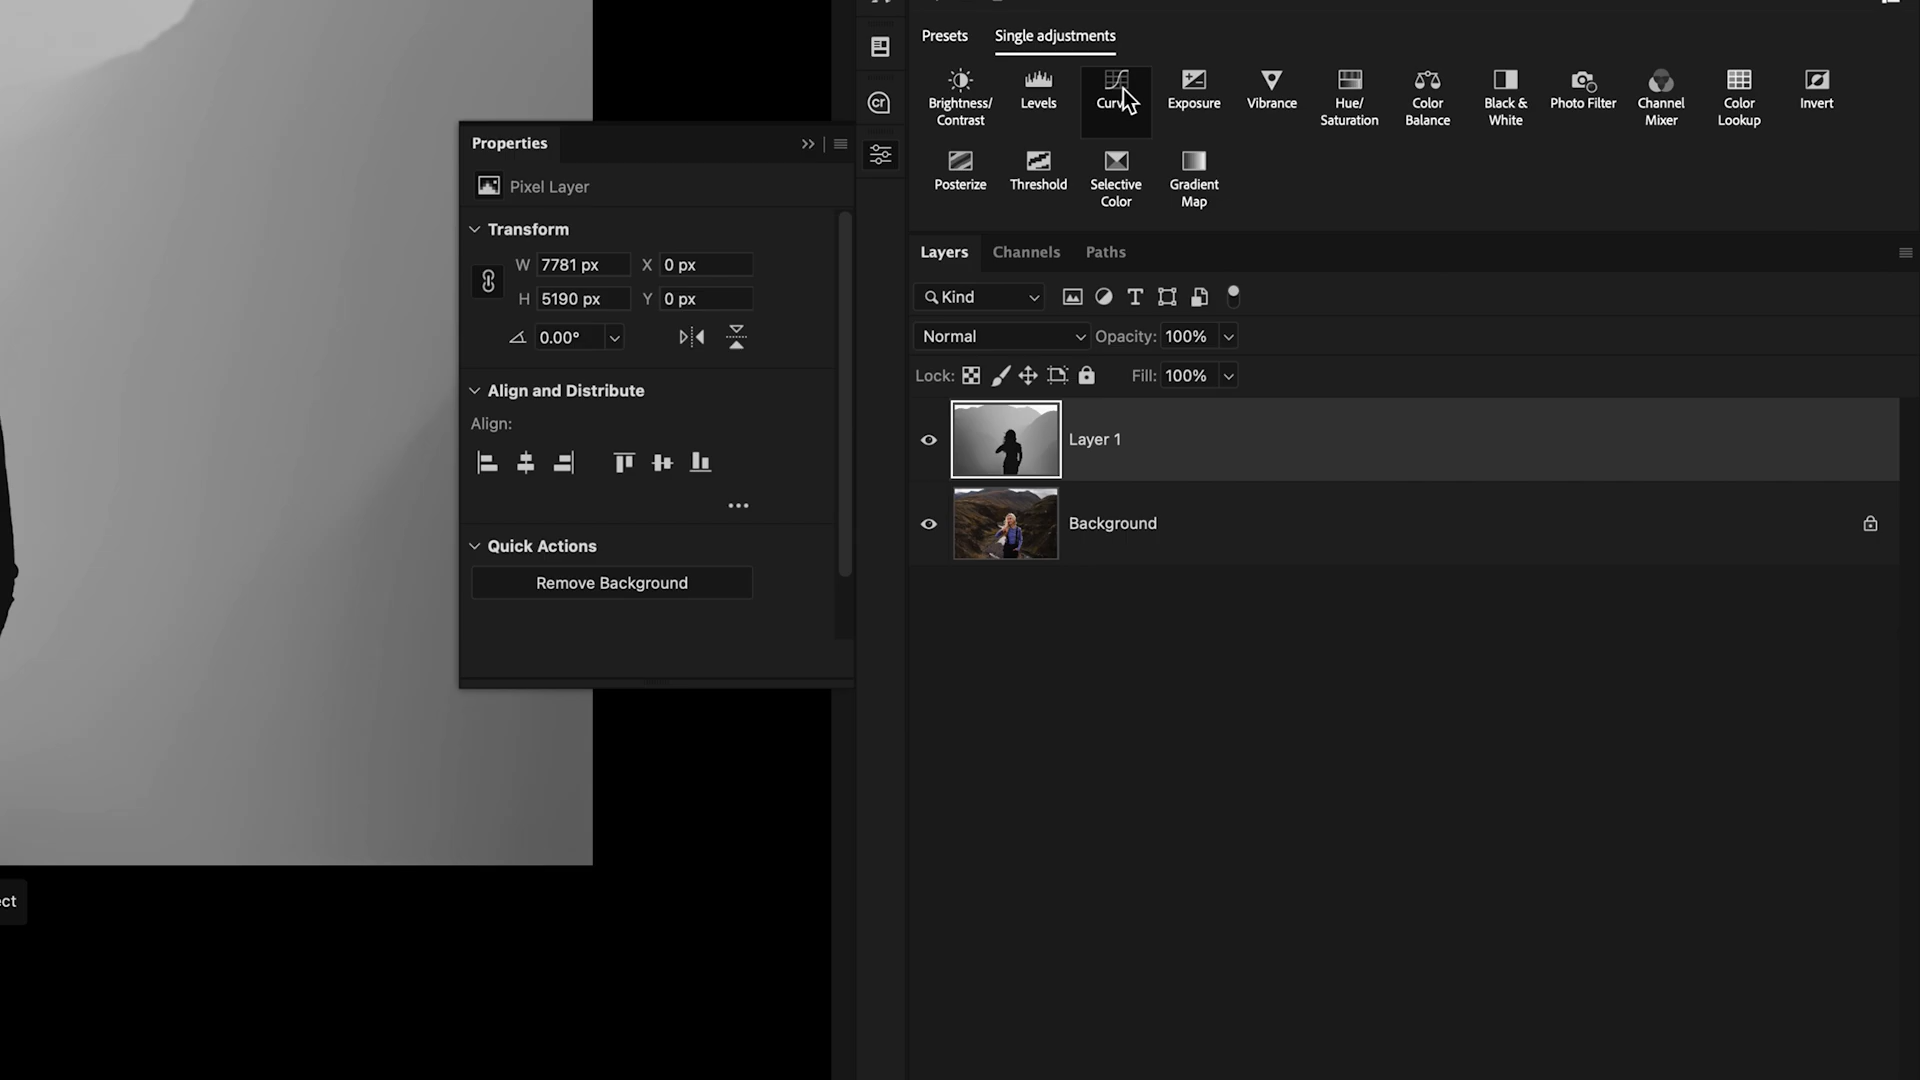 Presets Single adjustments
Brightness/ Contrast
Levels
Exposure
Vibrance
Hue/ Saturation
Color Balance
Black & White
Photo Filter
Channel Mixer
Color Lookup
Invert
Posterize
Threshold
Selective Color
Gradient Map
Properties
Pixel Layer
Transform
W 7781 px X 0 px
H 5190 px Y 0 px
0.00°
Align and Distribute
Align:
Quick Actions
Remove Background
cr
Layers Channels Paths
Kind
Normal Opacity: 100%
Lock: Fill: 100%
Layer 1
Background
ect